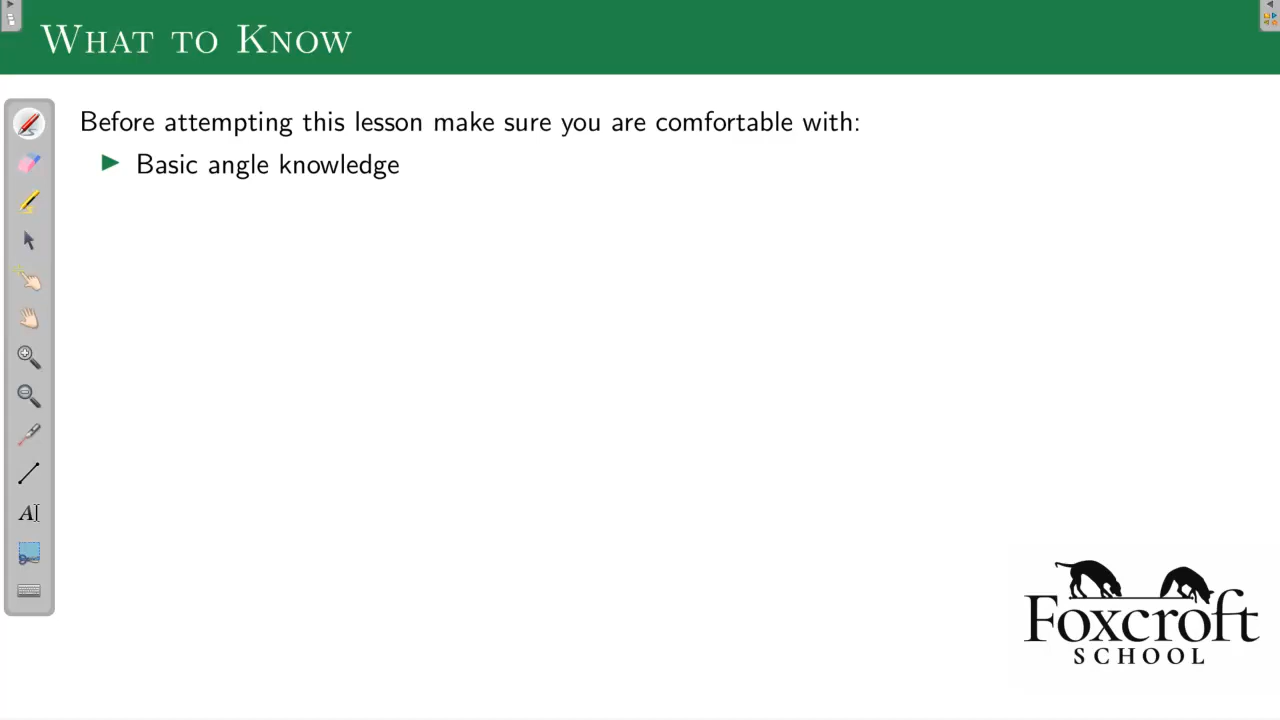 What to Know
Before attempting this lesson make sure you are comfortable with:
Basic angle knowledge
A
Foxcroft
SCHOOL